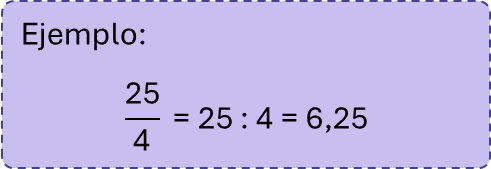 Ejemplo:
25/4 = 25 : 4 = 6,25